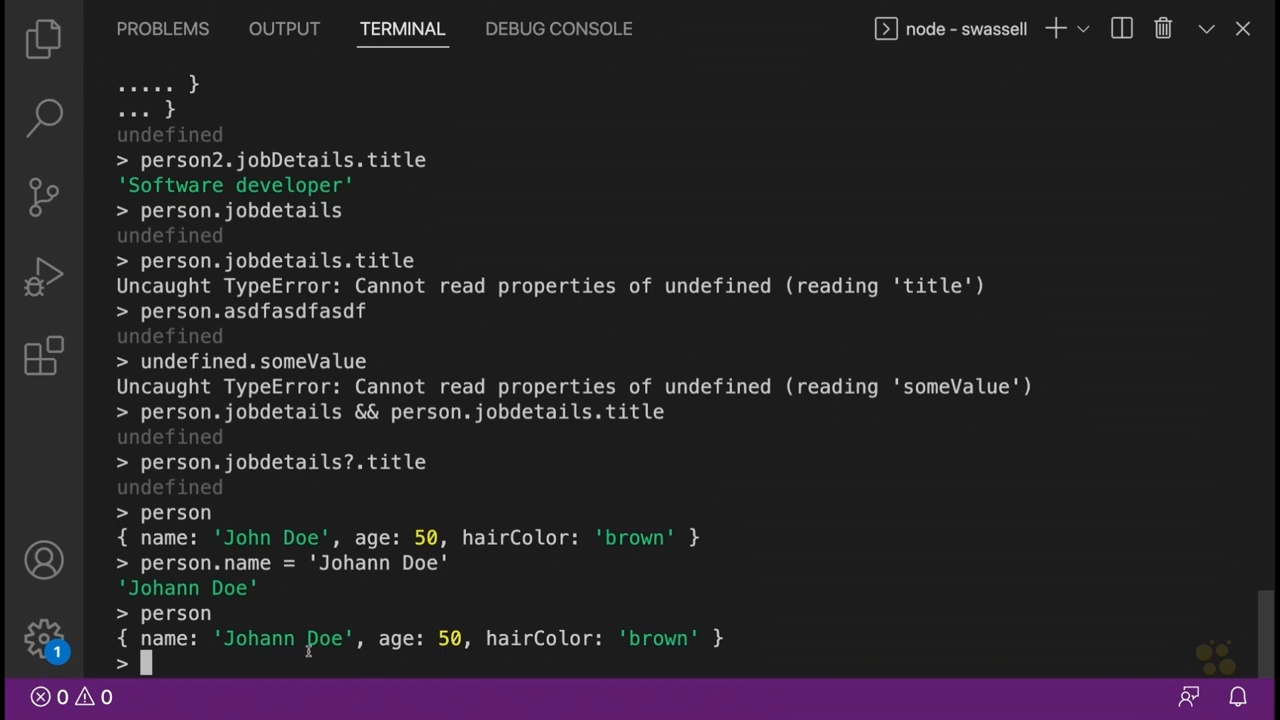 PROBLEMS OUTPUT TERMINAL DEBUG CONSOLE node - swassell
..... }
... }
undefined
> person2.jobDetails.title
'Software developer'
> person.jobdetails
undefined
> person.jobdetails.title
Uncaught TypeError: Cannot read properties of undefined (reading 'title')
> person.asdfasdfasdf
undefined
> undefined.someValue
Uncaught TypeError: Cannot read properties of undefined (reading 'someValue')
> person.jobdetails && person.jobdetails.title
undefined
> person.jobdetails?.title
undefined
> person
{ name: 'John Doe', age: 50, hairColor: 'brown' }
> person.name = 'Johann Doe'
'Johann Doe'
> person
{ name: 'Johann Doe', age: 50, hairColor: 'brown' }
>
1
0 0